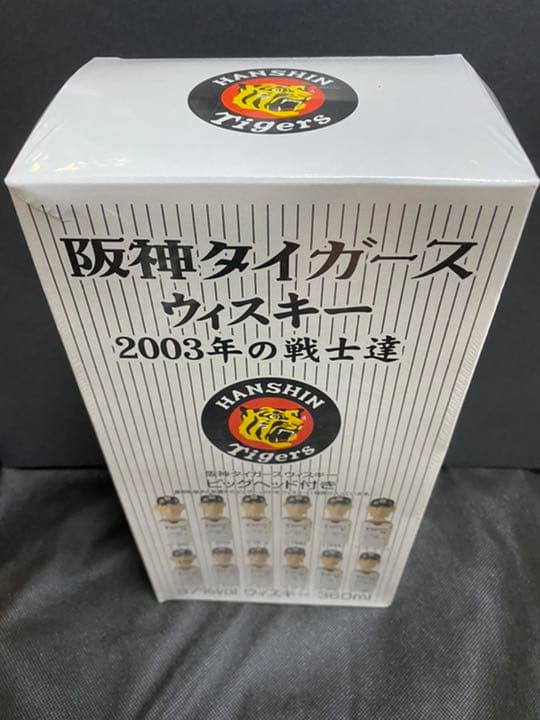 HANSHIN
Tigers
阪神タイガース
ウィスキー
2003年の戦士達
HANSHIN
Tigers
阪神タイガースウィスキー
ビッグヘッド付き
37%vol ウィスキー 360ml